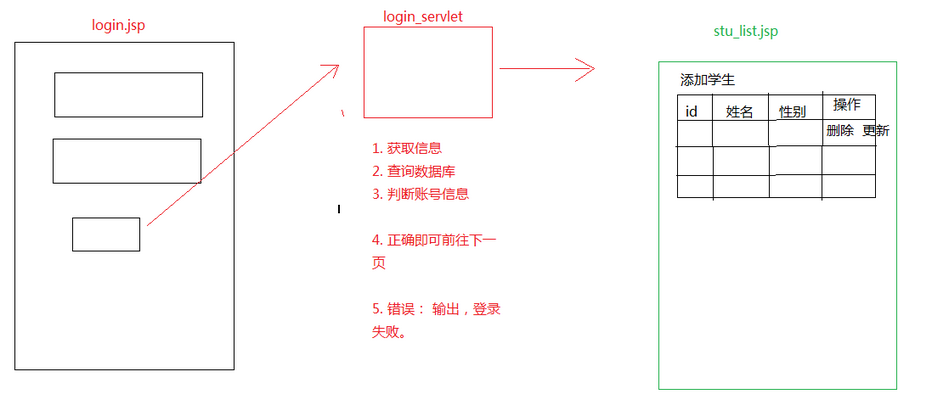 login.jsp
login_servlet
1. 获取信息
2. 查询数据库
3. 判断账号信息
4. 正确即可前往下一
页
5. 错误： 输出，登录
失败。
stu_list.jsp
添加学生
id 姓名 性别 操作
删除 更新